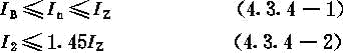 I_B≤I_n≤I_Z (4.3.4－1)
I_2≤1.45I_Z (4.3.4－2)